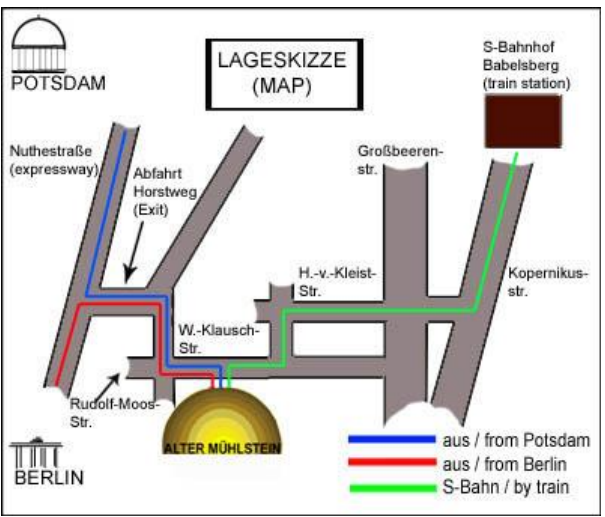 POTSDAM
LAGESKIZZE
(MAP)
S-Bahnhof
Babelsberg
(train station)
Nuthestraße
(expressway)
Abfahrt
Horstweg
(Exit)
Großbeeren-
str.
H.-v.-Kleist-
Str.
Kopernikus-
str.
W.-Klausch-
Str.
Rudolf-Moos-
Str.
ALTER MÜHLSTEIN
BERLIN
aus / from Potsdam
aus / from Berlin
S-Bahn / by train